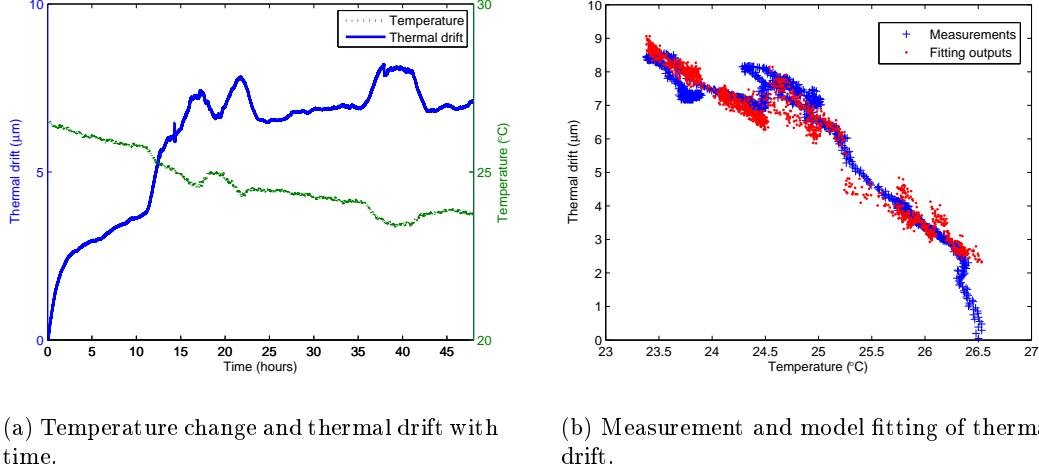 10
30
10
Temperature
Thermal drift
9
Measurements
Fitting outputs
8
7
Thermal drift (µm)
5
25
Temperature (°C)
Thermal drift (µm)
6
5
4
3
2
1
0
20
0
0 5 10 15 20 25 30 35 40 45
Time (hours)
23 23.5 24 24.5 25 25.5 26 26.5 27
Temperature (°C)
(a) Temperature change and thermal drift with
time.
(b) Measurement and model fitting of therma
drift.